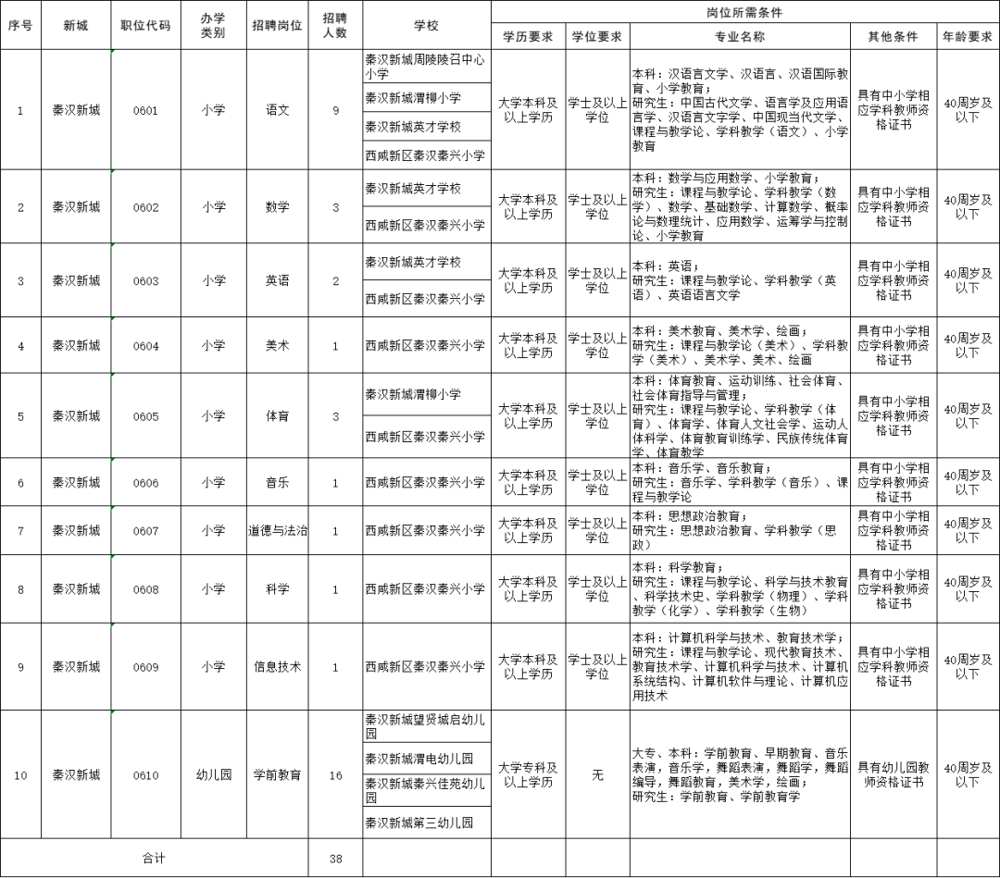 序号
新城
职位代码
办学
类别
招聘岗位
招聘
人数
学校
岗位所需条件
学历要求
学位要求
专业名称
其他条件
年龄要求
1
秦汉新城
0601
小学
语文
9
秦汉新城周陵陵召中心
小学
秦汉新城渭柳小学
秦汉新城英才学校
西咸新区秦汉秦兴小学
大学本科及
以上学历
学士及以上
学位
本科：汉语言文学、汉语言、汉语国际教
育、小学教育；
研究生：中国古代文学、语言学及应用语
言学、汉语言文字学、中国现当代文学、
课程与教学论、学科教学（语文）、小学
教育
具有中小学相
应学科教师资
格证书
40周岁及
以下
2
秦汉新城
0602
小学
数学
3
秦汉新城英才学校
西咸新区秦汉秦兴小学
大学本科及
以上学历
学士及以上
学位
本科：数学与应用数学、小学教育；
研究生：课程与教学论、学科教学（数
学）、数学、基础数学、计算数学、概率
论与数理统计、应用数学、运筹学与控制
论、小学教育
具有中小学相
应学科教师资
格证书
40周岁及
以下
3
秦汉新城
0603
小学
英语
2
秦汉新城英才学校
西咸新区秦汉秦兴小学
大学本科及
以上学历
学士及以上
学位
本科：英语；
研究生：课程与教学论、学科教学（英
语）、英语语言文学
具有中小学相
应学科教师资
格证书
40周岁及
以下
4
秦汉新城
0604
小学
美术
1
西咸新区秦汉秦兴小学
大学本科及
以上学历
学士及以上
学位
本科：美术教育、美术学、绘画；
研究生：课程与教学论（美术）、学科教
学（美术）、美术学、美术、绘画
具有中小学相
应学科教师资
格证书
40周岁及
以下
5
秦汉新城
0605
小学
体育
3
秦汉新城渭柳小学
西咸新区秦汉秦兴小学
大学本科及
以上学历
学士及以上
学位
本科：体育教育、运动训练、社会体育、
社会体育指导与管理；
研究生：课程与教学论、学科教学（体
育）、体育学、体育人文社会学、运动人
体科学、体育教育训练学、民族传统体育
学、体育教学
具有中小学相
应学科教师资
格证书
40周岁及
以下
6
秦汉新城
0606
小学
音乐
1
西咸新区秦汉秦兴小学
大学本科及
以上学历
学士及以上
学位
本科：音乐学、音乐教育；
研究生：音乐学、学科教学（音乐）、课
程与教学论
具有中小学相
应学科教师资
格证书
40周岁及
以下
7
秦汉新城
0607
小学
道德与法治
1
西咸新区秦汉秦兴小学
大学本科及
以上学历
学士及以上
学位
本科：思想政治教育；
研究生：思想政治教育、学科教学（思
政）
具有中小学相
应学科教师资
格证书
40周岁及
以下
8
秦汉新城
0608
小学
科学
1
西咸新区秦汉秦兴小学
大学本科及
以上学历
学士及以上
学位
本科：科学教育；
研究生：课程与教学论、科学与技术教育
、科学技术史、学科教学（物理）、学科
教学（化学）、学科教学（生物）
具有中小学相
应学科教师资
格证书
40周岁及
以下
9
秦汉新城
0609
小学
信息技术
1
西咸新区秦汉秦兴小学
大学本科及
以上学历
学士及以上
学位
本科：计算机科学与技术、教育技术学；
研究生：课程与教学论、现代教育技术、
教育技术学、计算机科学与技术、计算机
系统结构、计算机软件与理论、计算机应
用技术
具有中小学相
应学科教师资
格证书
40周岁及
以下
10
秦汉新城
0610
幼儿园
学前教育
16
秦汉新城望贤城启幼儿
园
秦汉新城渭电幼儿园
秦汉新城秦兴佳苑幼儿
园
秦汉新城第三幼儿园
大学专科及
以上学历
无
大专、本科：学前教育、早期教育、音乐
表演，音乐学，舞蹈表演，舞蹈学，舞蹈
编导，舞蹈教育，美术学，绘画；
研究生：学前教育、学前教育学
具有幼儿园教
师资格证书
40周岁及
以下
合计
38